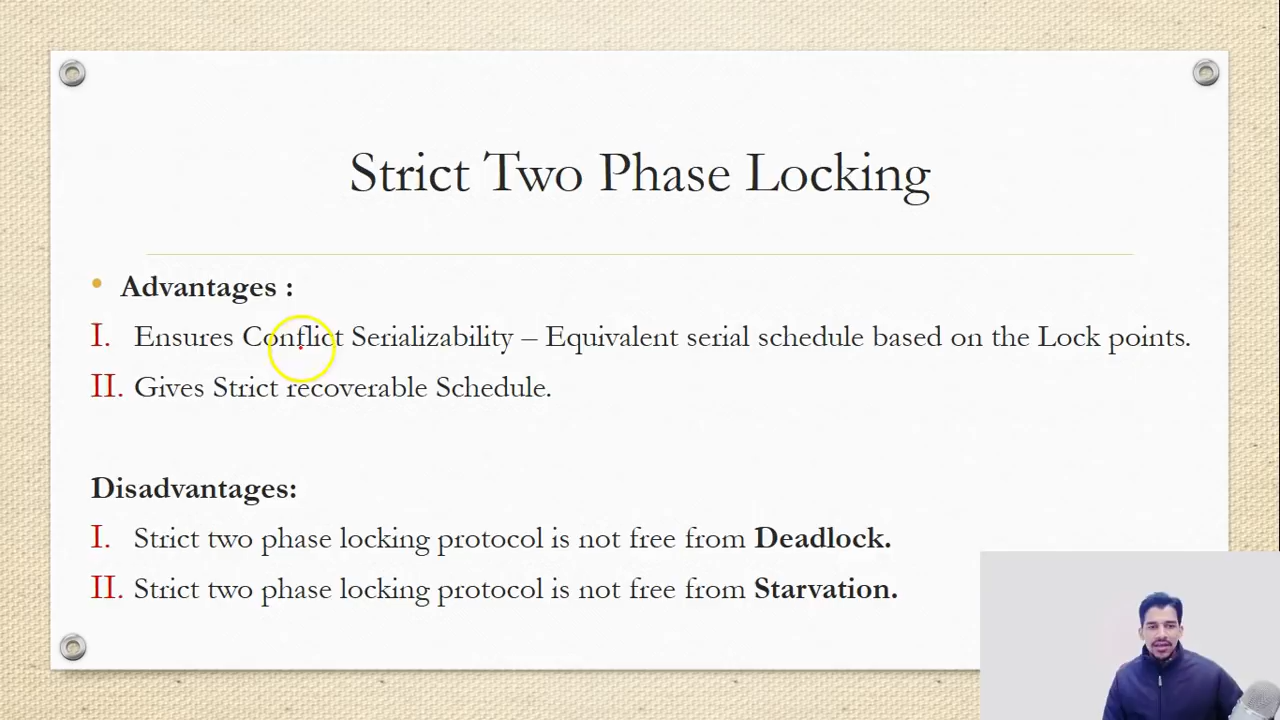 Strict Two Phase Locking
• Advantages :
I. Ensures Conflict Serializability – Equivalent serial schedule based on the Lock points.
II. Gives Strict recoverable Schedule.
Disadvantages:
I. Strict two phase locking protocol is not free from Deadlock.
II. Strict two phase locking protocol is not free from Starvation.